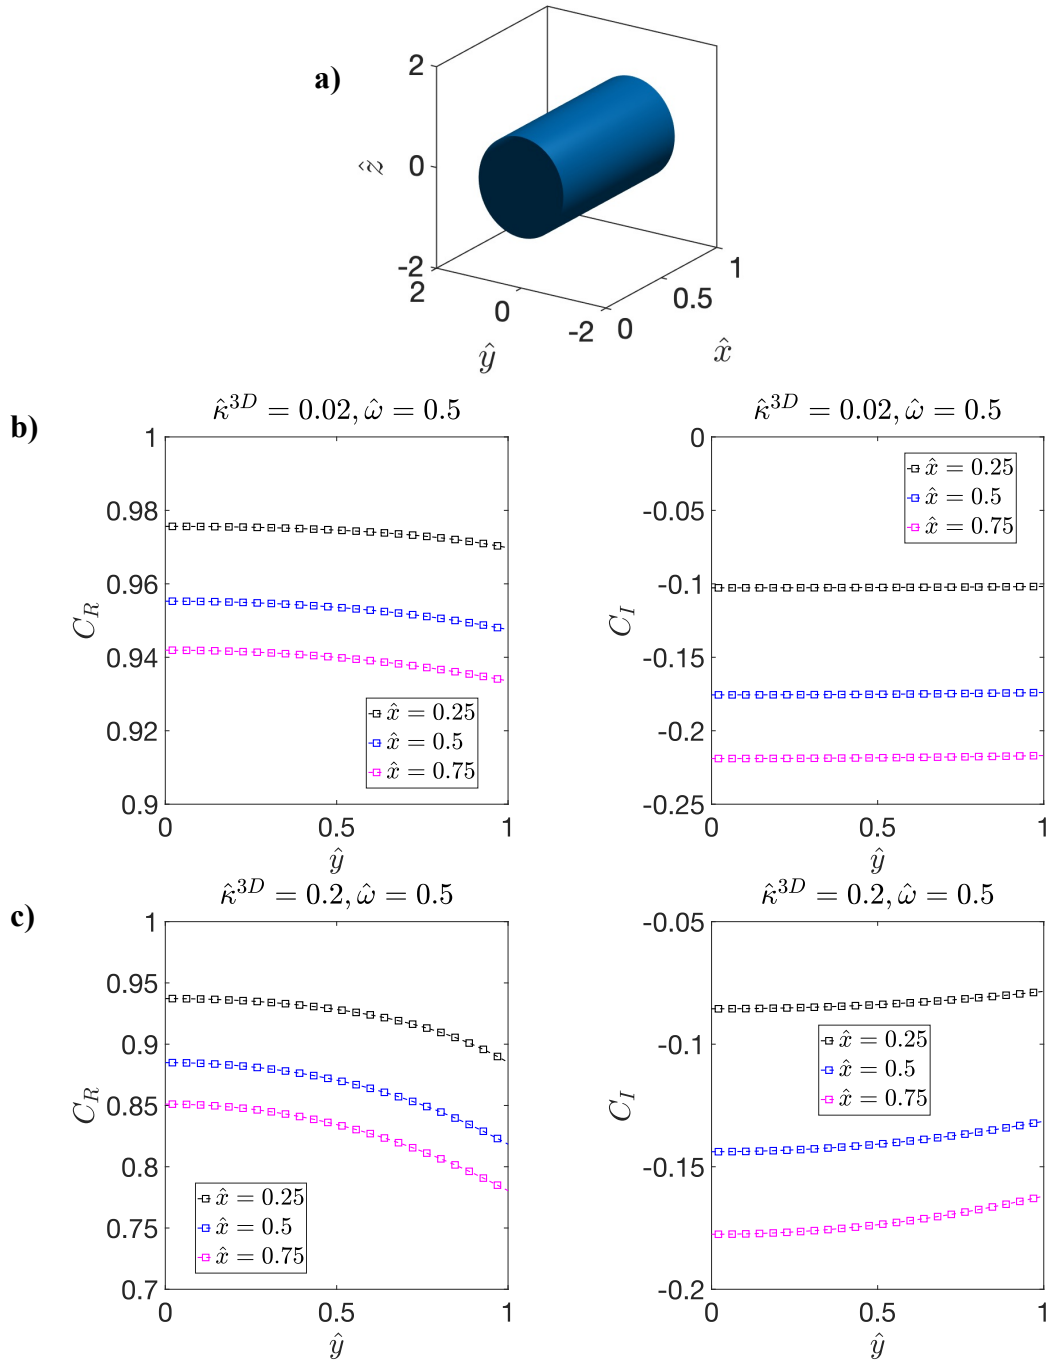 a)
2
0
-2
ẑ
2
0
-2
ŷ
0
0.5
1
x̂
b)
κ̂³ᴰ = 0.02, ω̂ = 0.5
1
0.98
0.96
0.94
0.92
0.9
C_R
x̂ = 0.25
x̂ = 0.5
x̂ = 0.75
0 0.5 1
ŷ
κ̂³ᴰ = 0.02, ω̂ = 0.5
0
-0.05
-0.1
-0.15
-0.2
-0.25
C_I
x̂ = 0.25
x̂ = 0.5
x̂ = 0.75
0 0.5 1
ŷ
c)
κ̂³ᴰ = 0.2, ω̂ = 0.5
1
0.95
0.9
0.85
0.8
0.75
0.7
C_R
x̂ = 0.25
x̂ = 0.5
x̂ = 0.75
0 0.5 1
ŷ
κ̂³ᴰ = 0.2, ω̂ = 0.5
-0.05
-0.1
-0.15
-0.2
C_I
x̂ = 0.25
x̂ = 0.5
x̂ = 0.75
0 0.5 1
ŷ